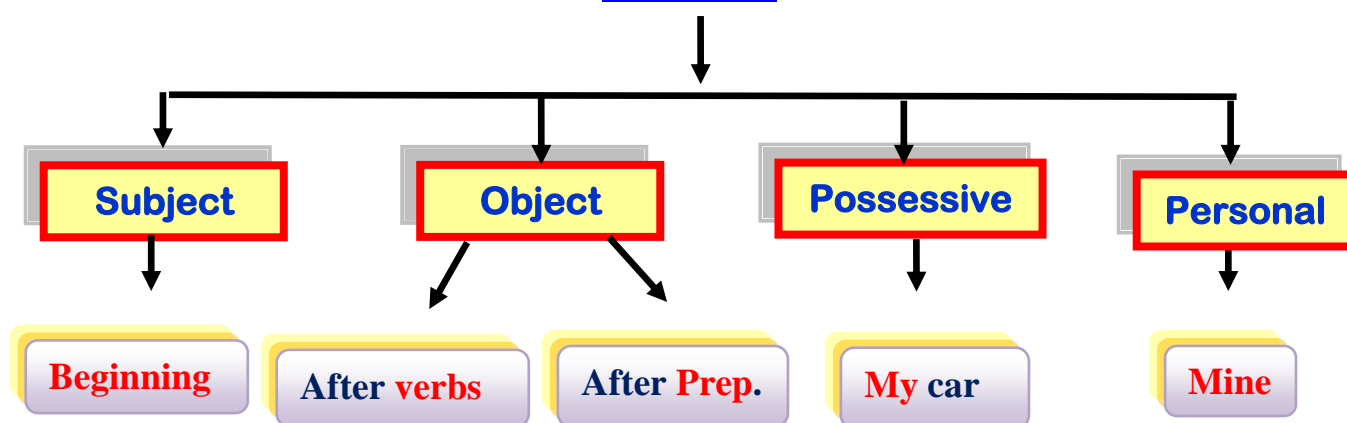 Subject
Object
Possessive
Personal
Beginning
After verbs
After Prep.
My car
Mine